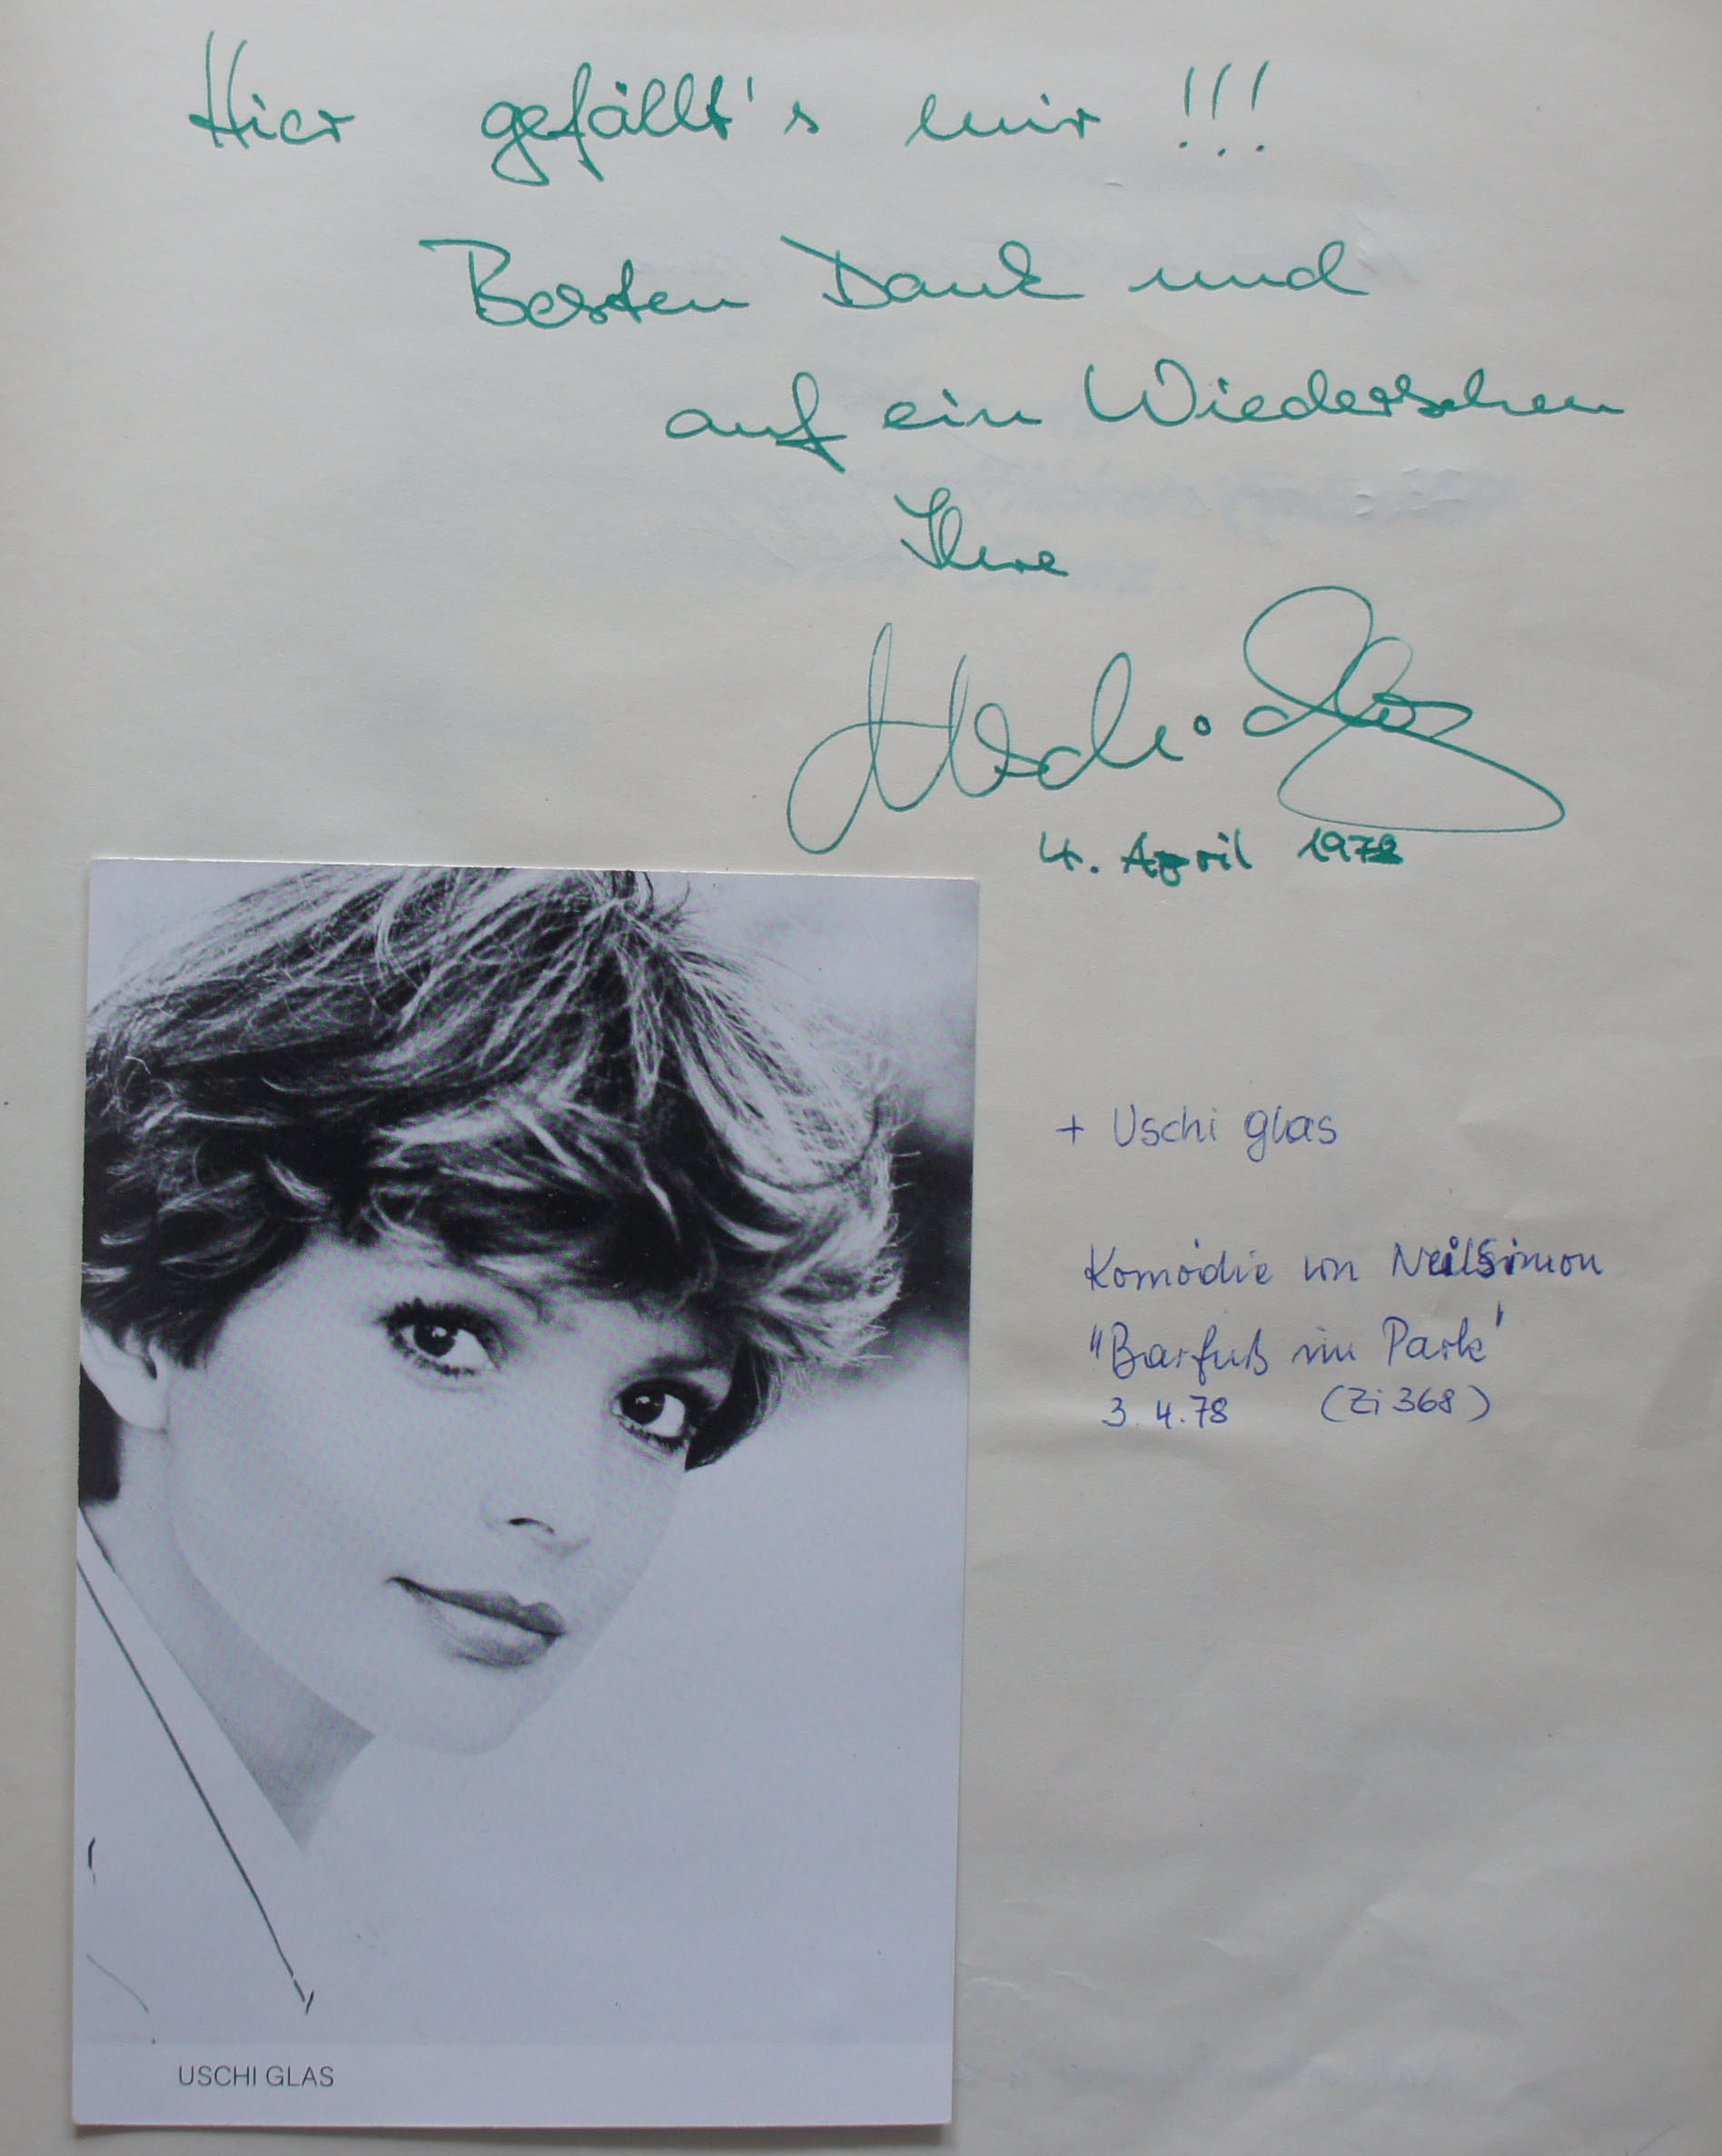 Hier gefällt's mir !!!
Besten Dank und
auf ein Wiedersehen
Ihre
Uschi Glas
4. April 1978
+ Uschi glas
Komödie von Neil Simon
"Barfuß im Park'
3.4.78 (Zi 368)
USCHI GLAS